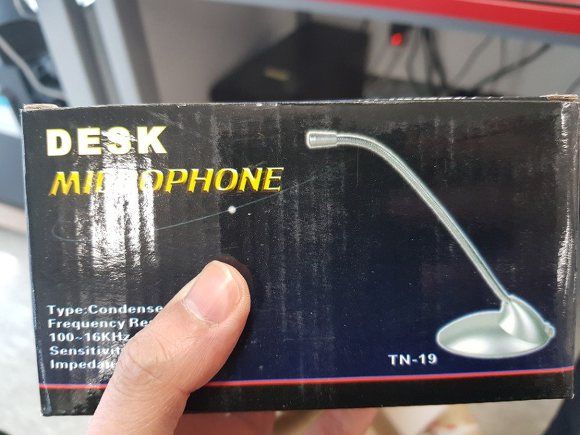 DESK
MICROPHONE
Type:Condense
Frequency Re
100~16KHz
Sensitivit
Impeda
TN-19